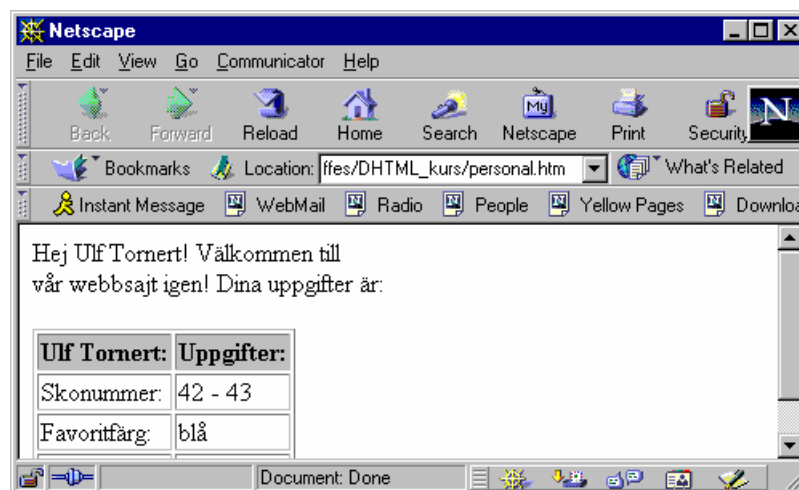 Netscape
File Edit View Go Communicator Help
My
Back Forward Reload Home Search Netscape Print Security N
Bookmarks Location: ffes/DHTML_kurs/personal.htm What's Related
Instant Message WebMail Radio People Yellow Pages Downloa
Hej Ulf Tornert! Välkommen till
vår webbsajt igen! Dina uppgifter är:
Ulf Tornert: Uppgifter:
Skonummer: 42 - 43
Favoritfärg: blå
Document: Done